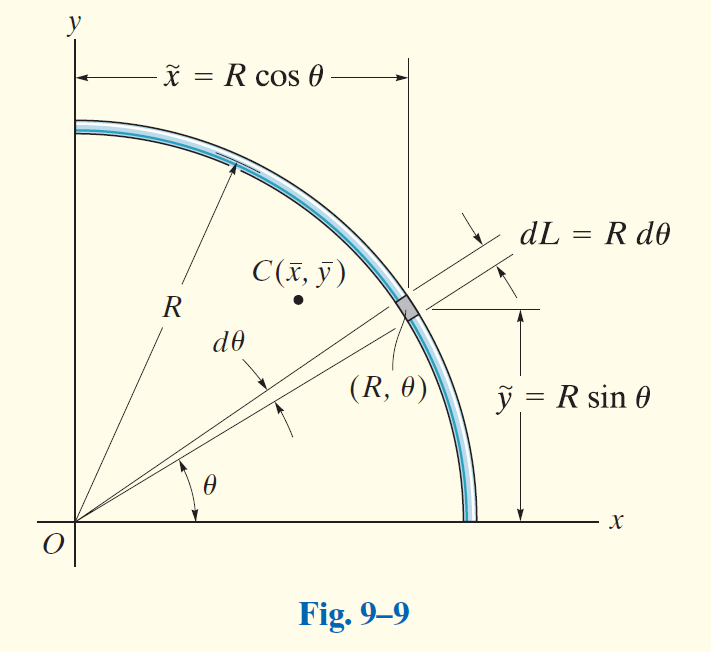 y
x̃ = R cos θ
dL = R dθ
C(x̄, ȳ)
R
dθ
(R, θ)
ỹ = R sin θ
θ
x
O
Fig. 9–9